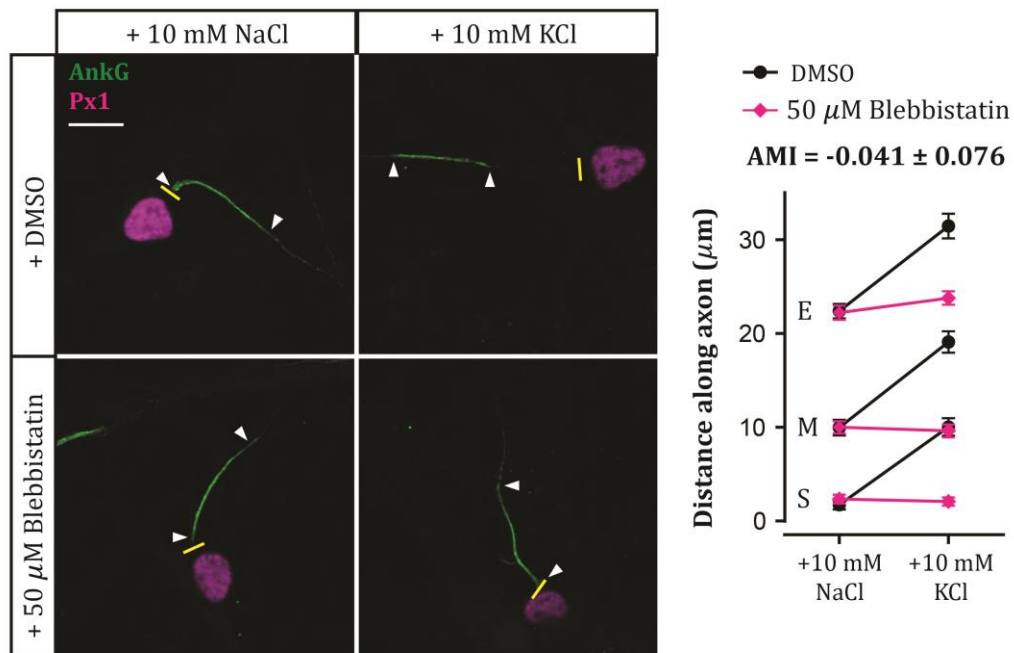 + 10 mM NaCl
+ 10 mM KCl
+ DMSO
+ 50 μM Blebbistatin
AnkG
Px1
DMSO
50 μM Blebbistatin
AMI = -0.041 ± 0.076
Distance along axon (μm)
30
20
10
0
E
M
S
+10 mM
NaCl
+10 mM
KCl